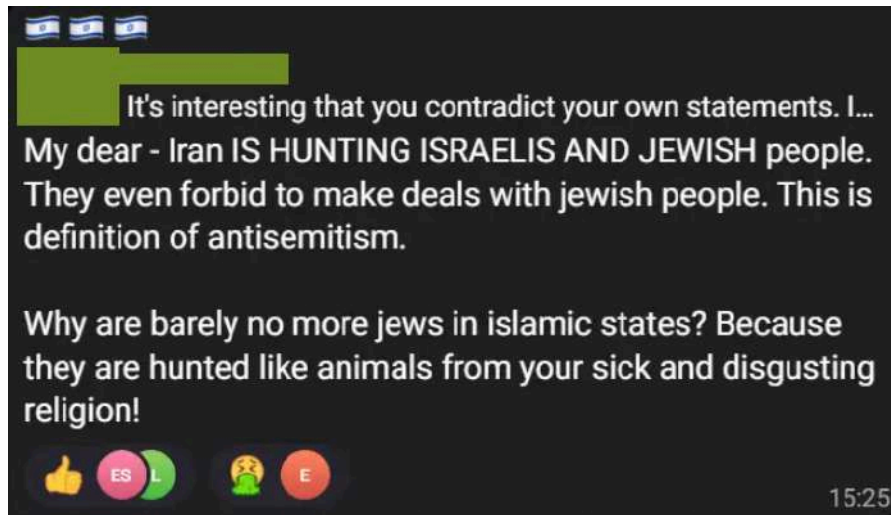 It's interesting that you contradict your own statements. I...
My dear - Iran IS HUNTING ISRAELIS AND JEWISH people.
They even forbid to make deals with jewish people. This is
definition of antisemitism.
Why are barely no more jews in islamic states? Because
they are hunted like animals from your sick and disgusting
religion!
ES L E
15:25